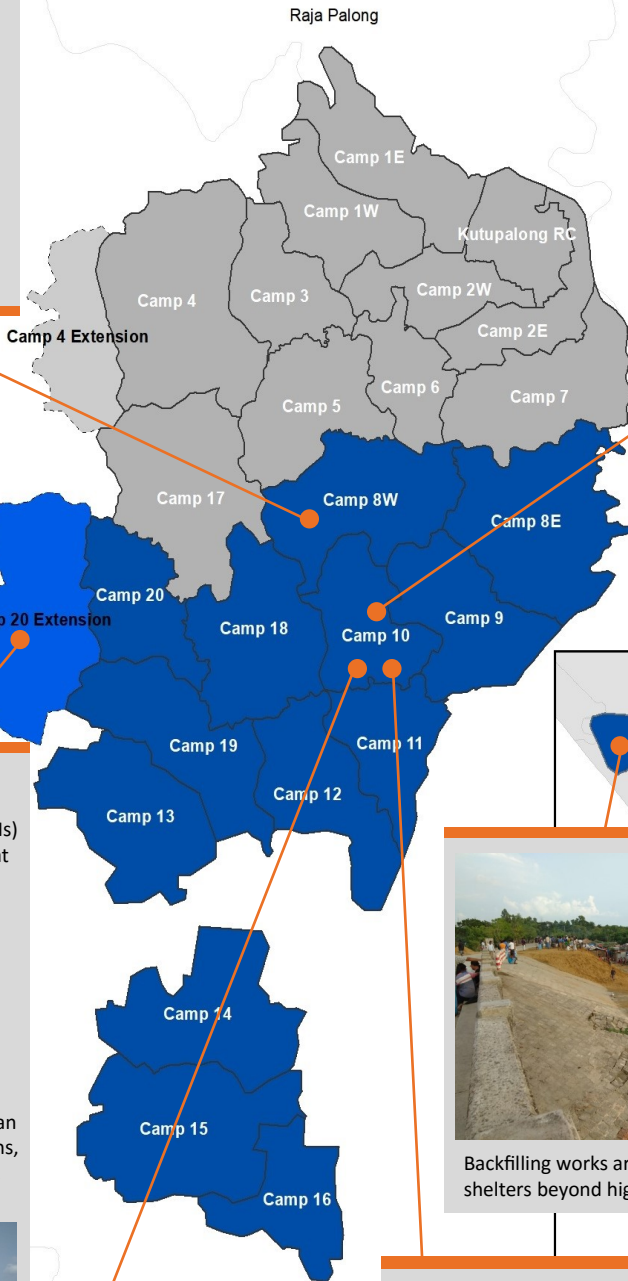 Raja Palong
Camp 1E
Camp 1W
Kutupalong RC
Camp 4
Camp 3
Camp 2W
Camp 4 Extension
Camp 2E
Camp 5
Camp 6
Camp 7
Camp 17
Camp 8W
Camp 8E
Camp 20
20 Extension
Camp 18
Camp 10
Camp 9
Camp 19
Camp 11
Camp 12
Camp 13
Camp 14
Camp 15
Camp 16
Backfilling works
shelters beyond